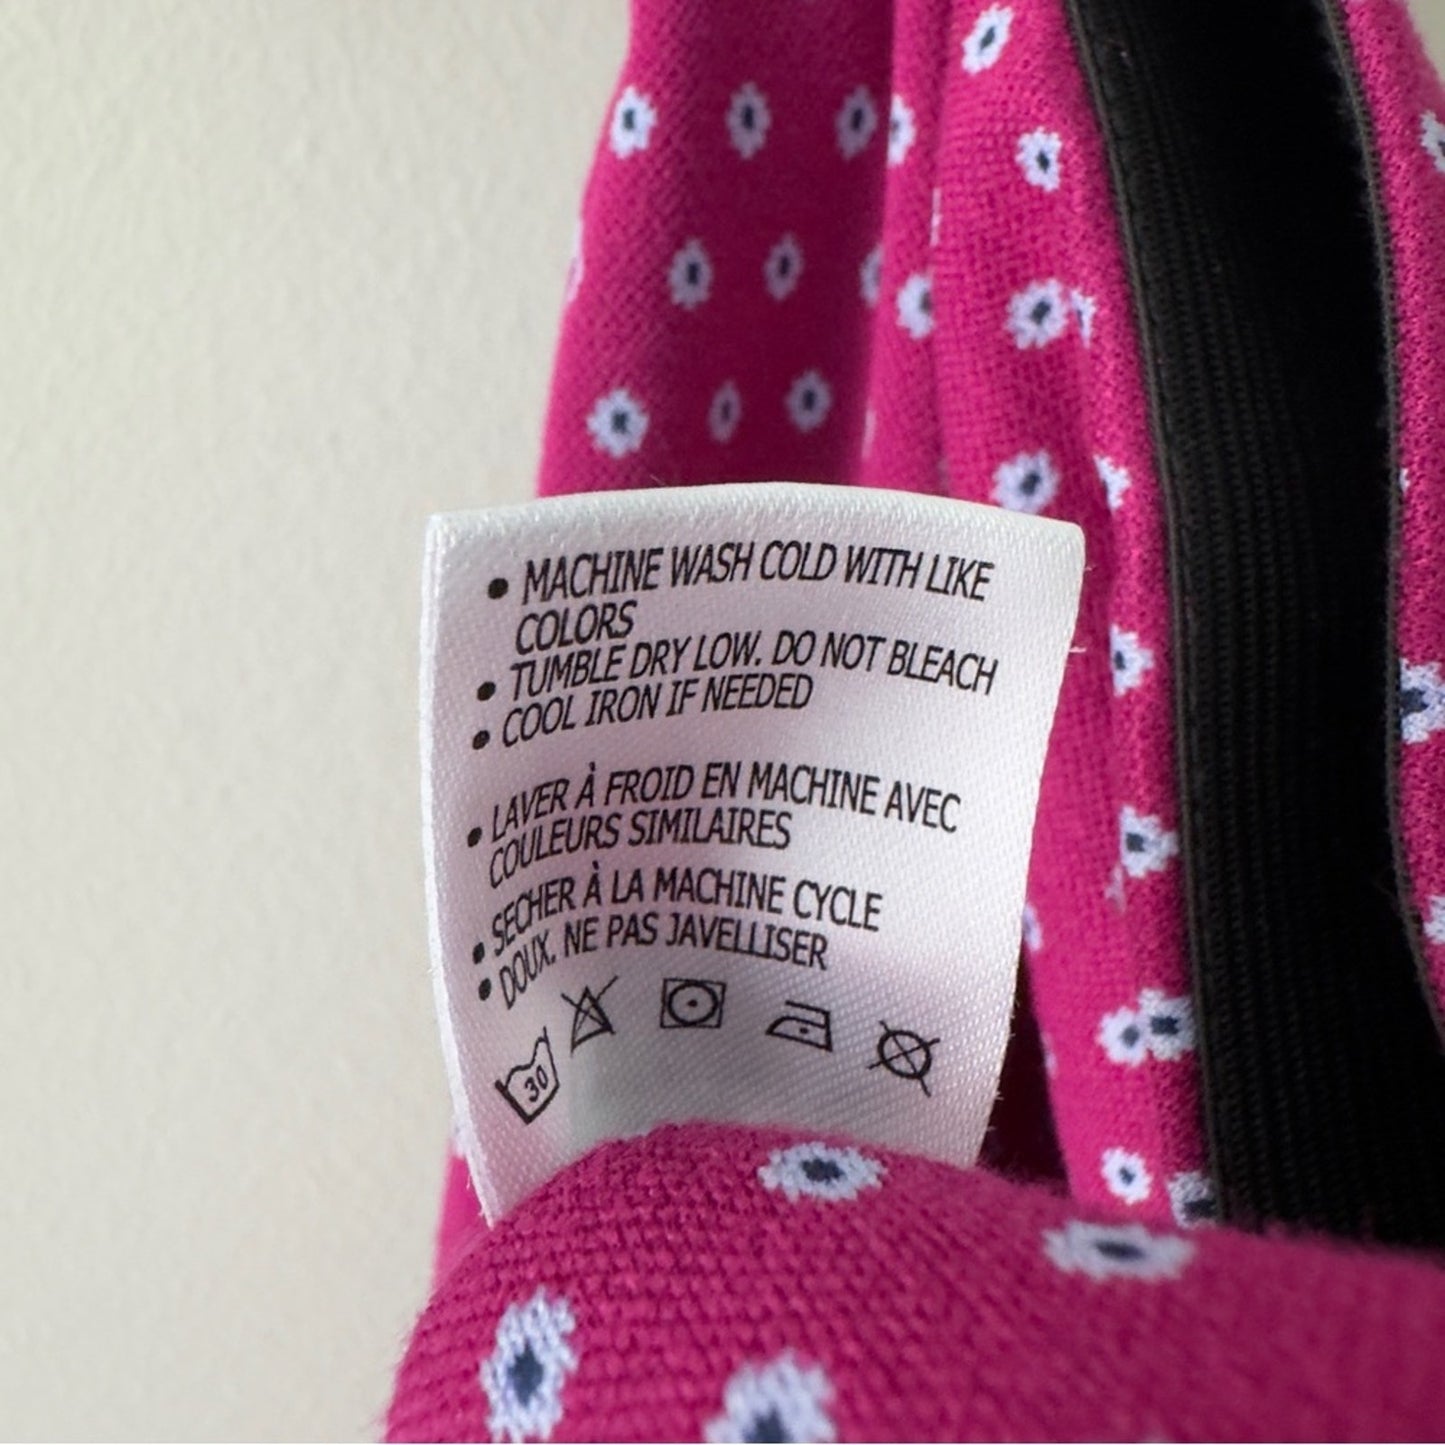 • MACHINE WASH COLD WITH LIKE
COLORS
• TUMBLE DRY LOW. DO NOT BLEACH
• COOL IRON IF NEEDED
• LAVER À FROID EN MACHINE AVEC
COULEURS SIMILAIRES
• SECHER À LA MACHINE CYCLE
• DOUX. NE PAS JAVELLISER
30